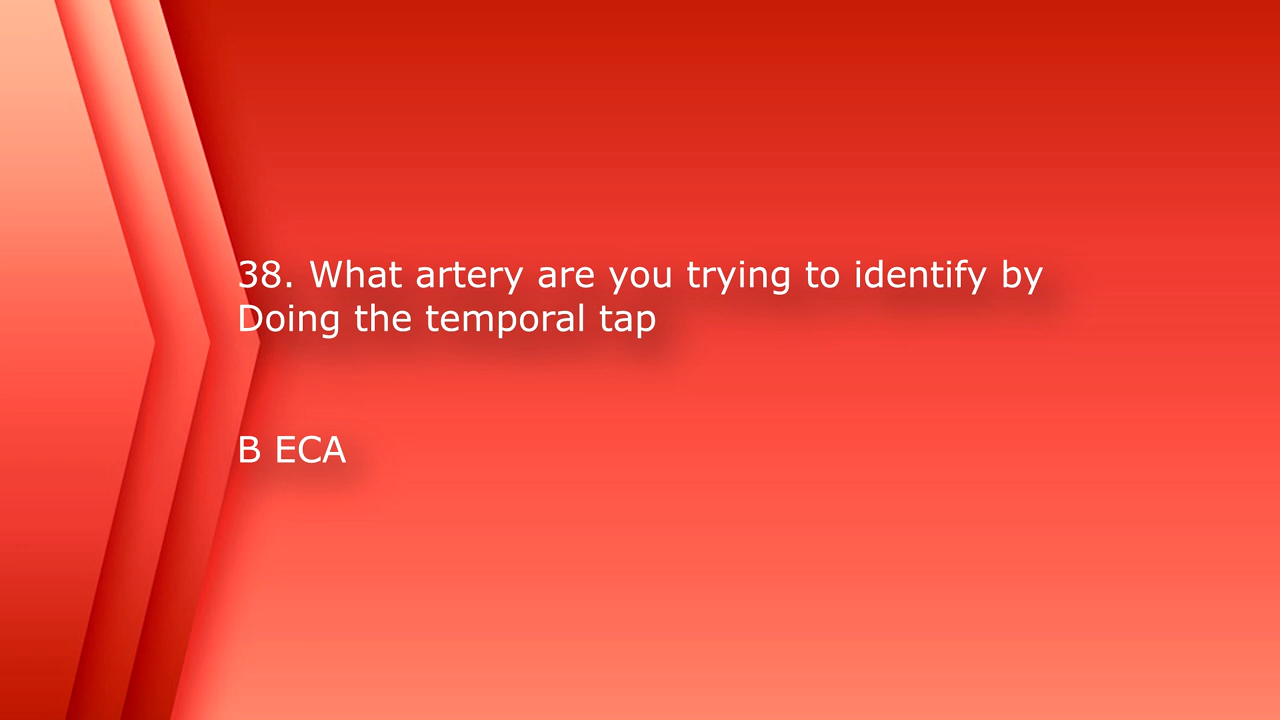 38. What artery are you trying to identify by
Doing the temporal tap
B ECA